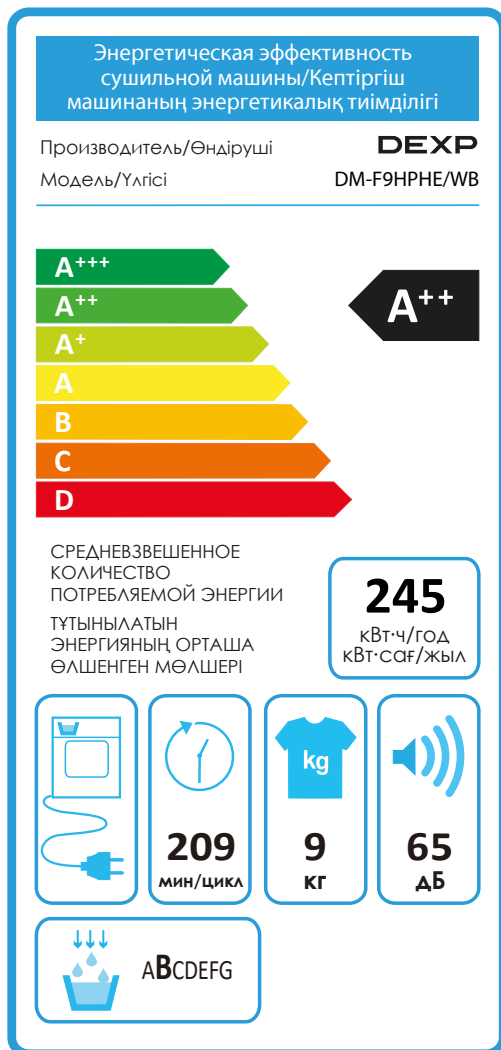 Энергетическая эффективность
сушильной машины/Кептіргіш
машинаның энергетикалық тиімділігі
Производитель/Өндіруші DEXP
Модель/Үлгісі DM-F9HPHE/WB
A+++
A++
A++
A+
A
B
C
D
СРЕДНЕВЗВЕШЕННОЕ
КОЛИЧЕСТВО
ПОТРЕБЛЯЕМОЙ ЭНЕРГИИ
ТҰТЫНЫЛАТЫН
ЭНЕРГИЯНЫҢ ОРТАША
ӨЛШЕНГЕН МӨЛШЕРІ
245
кВт·ч/год
кВт·сағ/жыл
kg
209
мин/цикл
9
кг
65
дБ
ABCDEFG